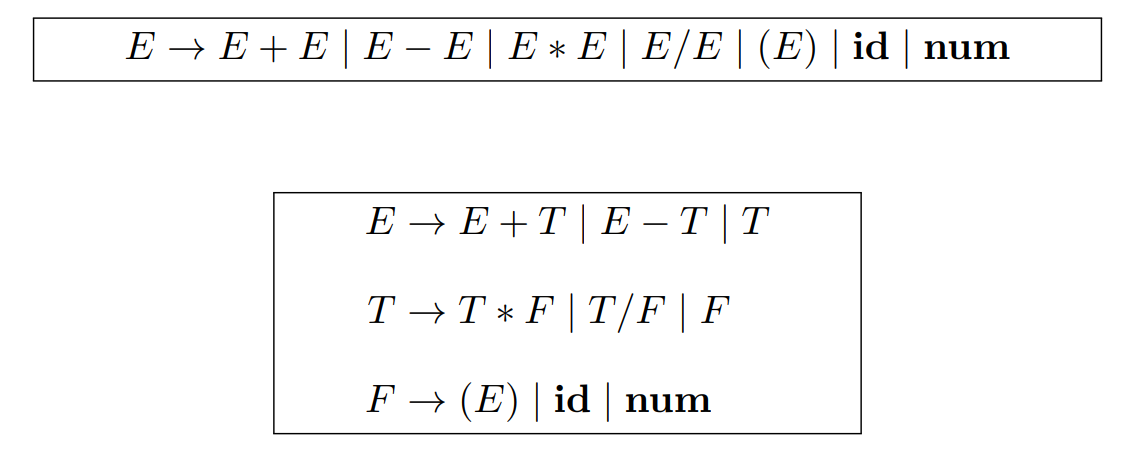 E → E + E | E − E | E ∗ E | E/E | (E) | id | num
E → E + T | E − T | T
T → T ∗ F | T/F | F
F → (E) | id | num